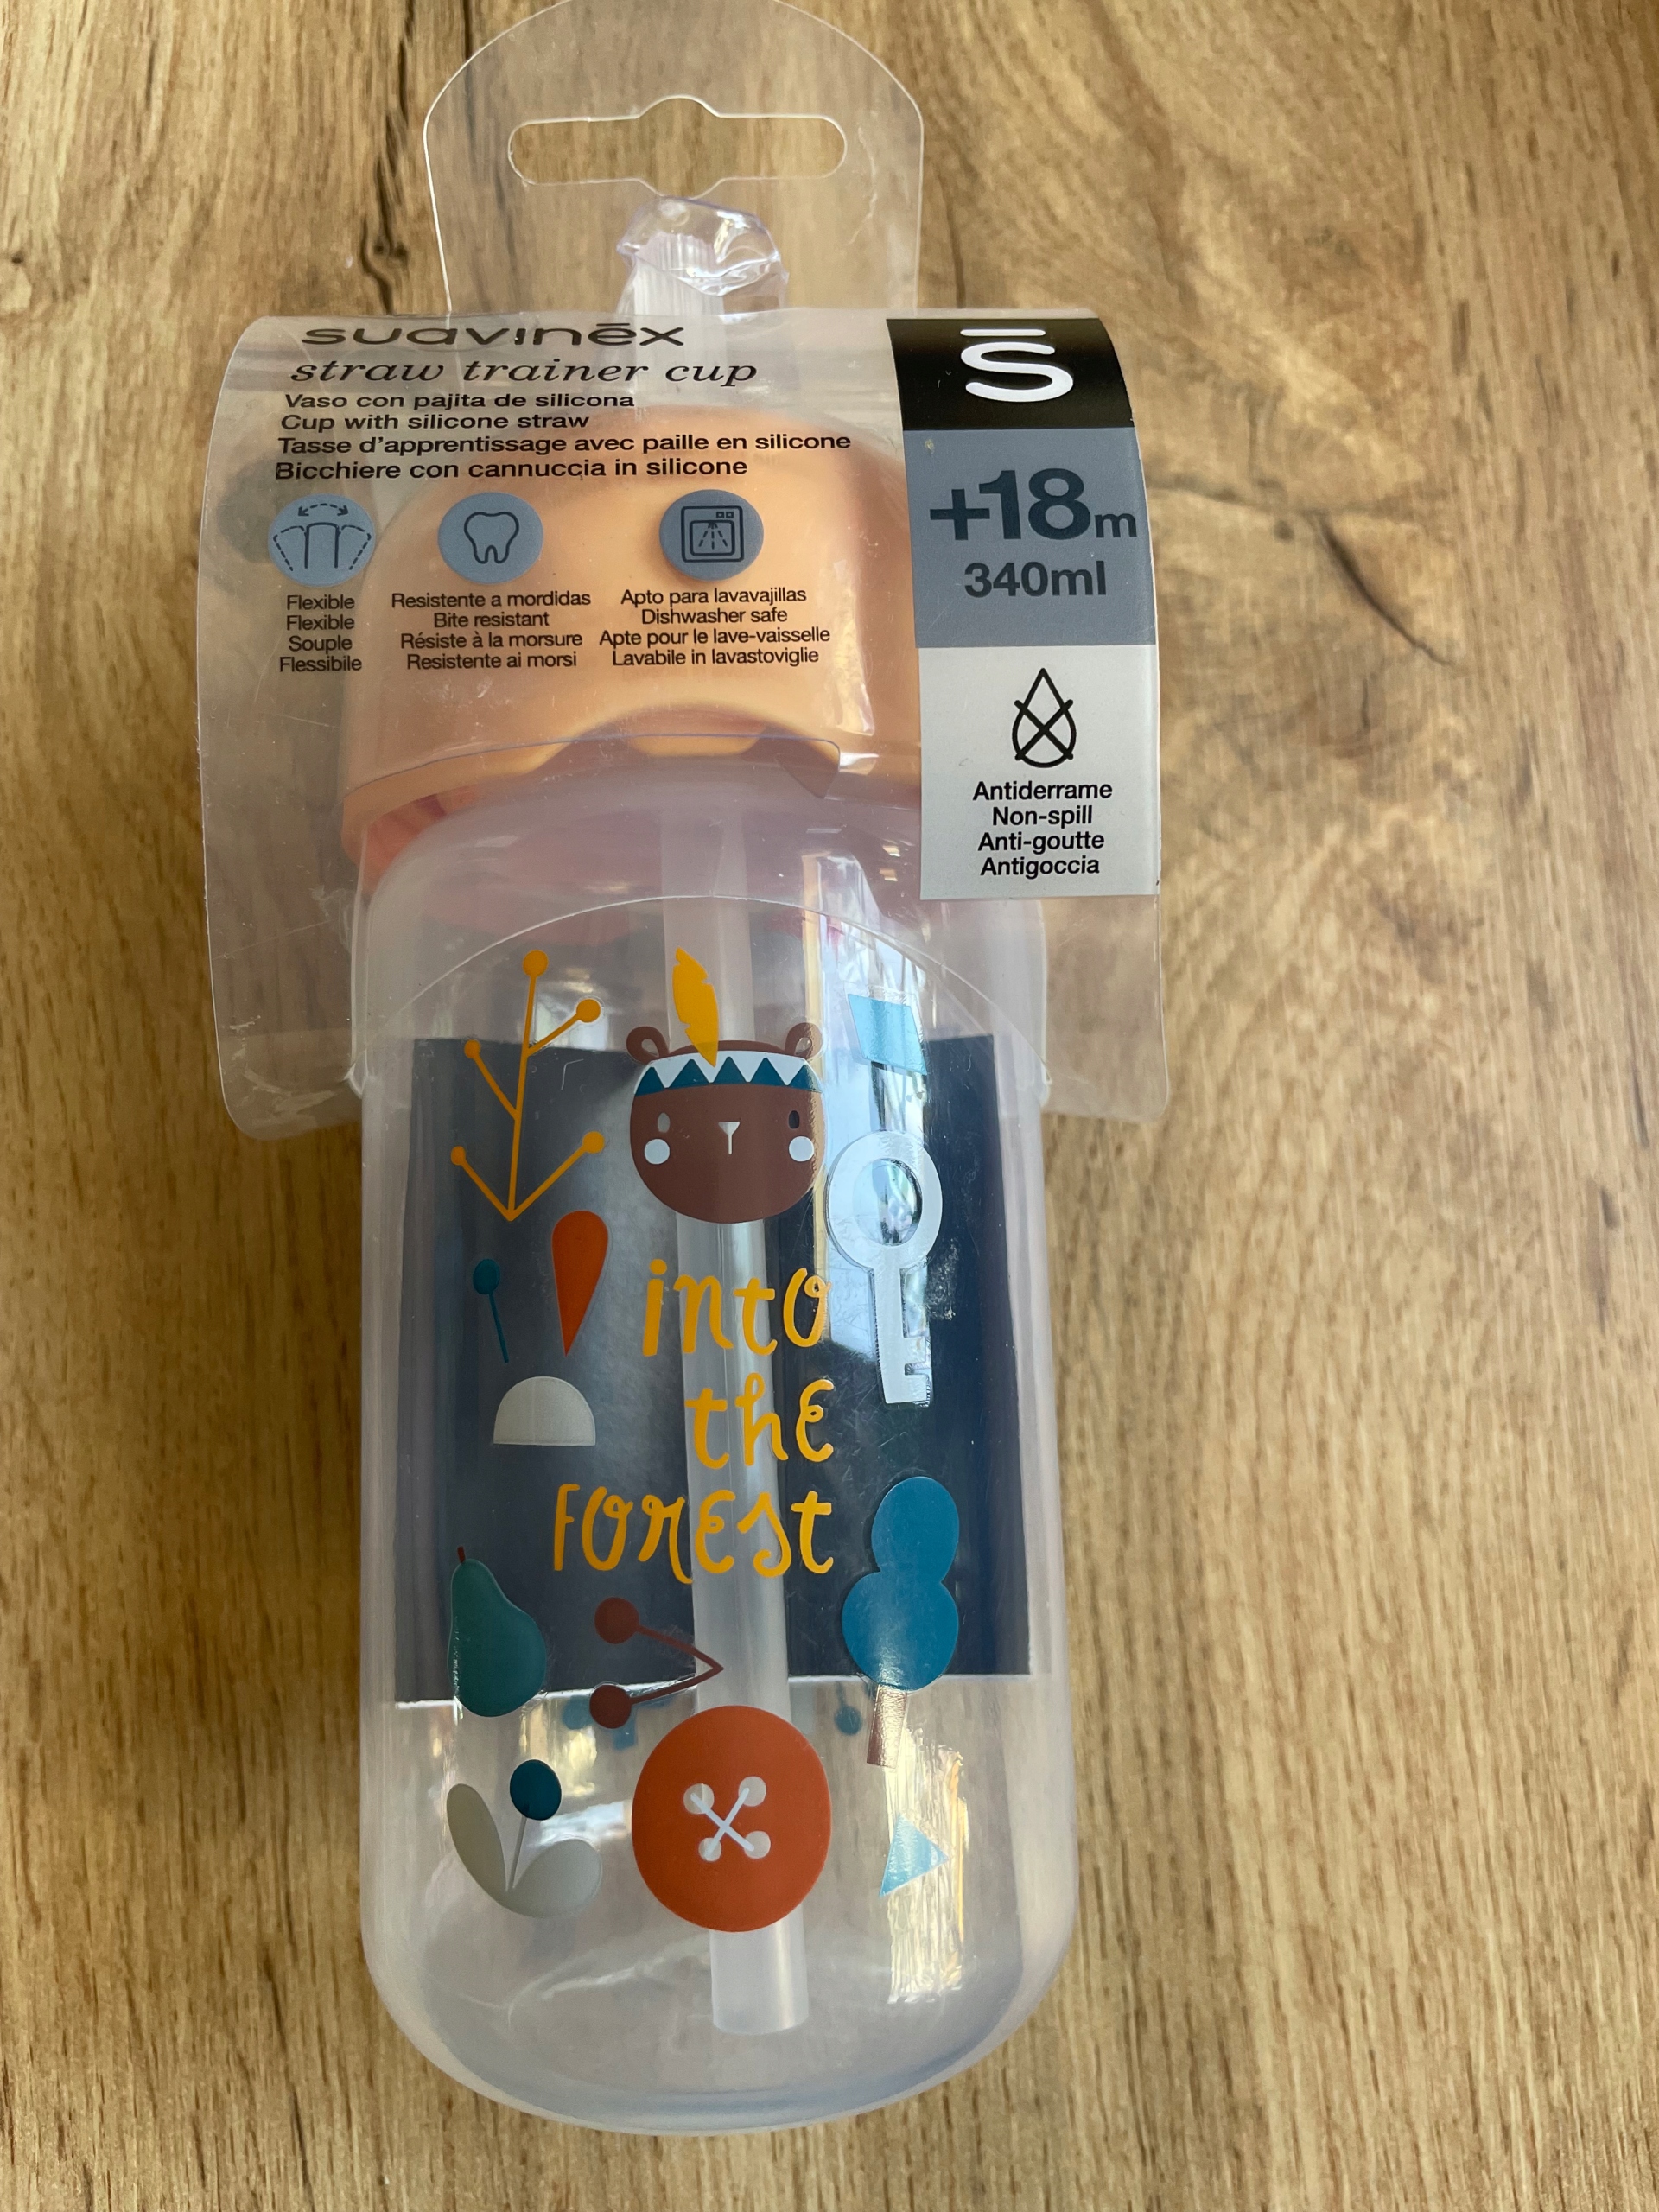 suavinēx
straw trainer cup
Vaso con pajita de silicona
Cup with silicone straw
Tasse d'apprentissage avec paille en silicone
Bicchiere con cannuccia in silicone
Flexible
Flexible
Souple
Flessibile
Resistente a mordidas
Bite resistant
Résiste à la morsure
Resistente ai morsi
Apto para lavavajillas
Dishwasher safe
Apte pour le lave-vaisselle
Lavabile in lavastoviglie
S̄
+18m
340ml
Antiderrame
Non-spill
Anti-goutte
Antigoccia
into
the
FOREST